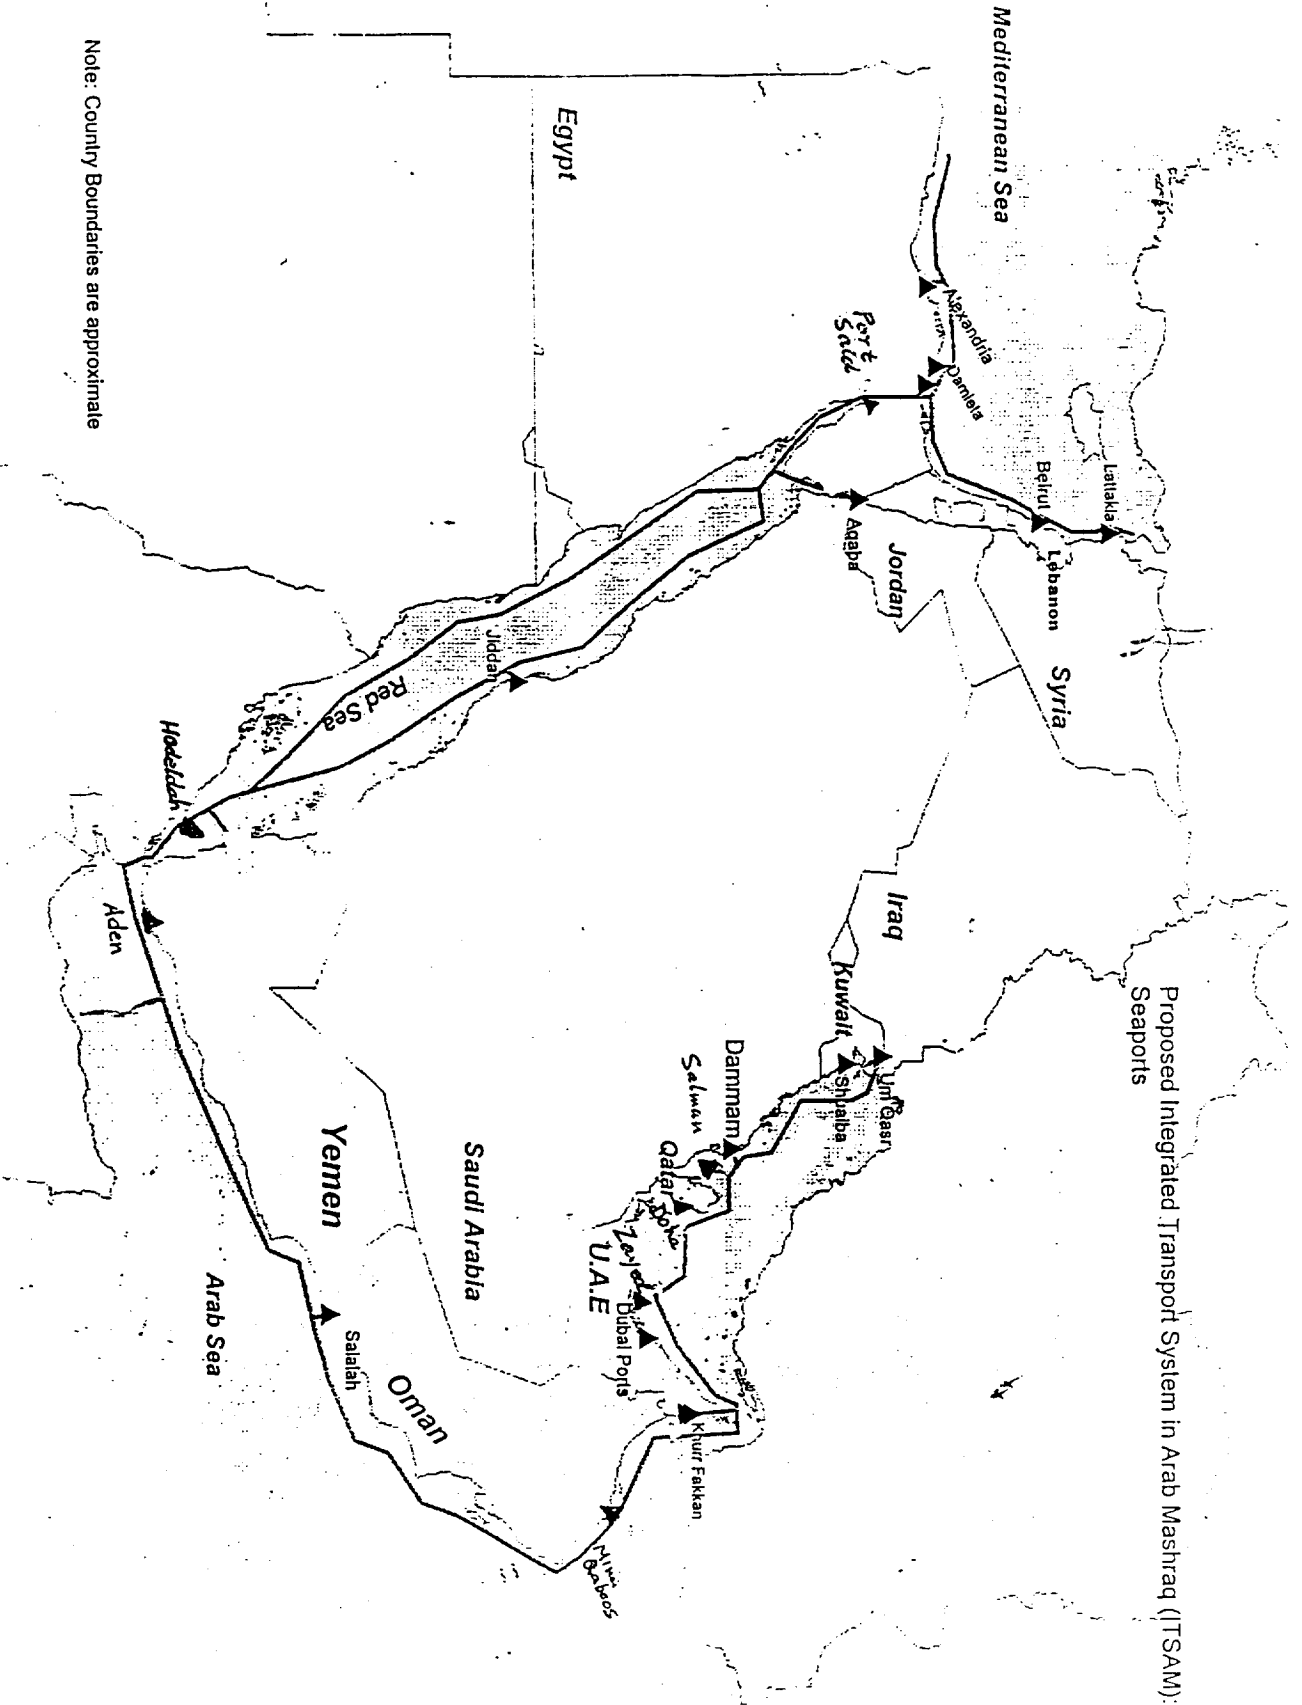 Proposed Integrated Transport System in Arab Mashraq (ITSAM):
Seaports
Mediterranean Sea
Lattakia
Beirut
Lebanon
Syria
Alexandria
Damieta
Port
Said
Aqaba
Jordan
Iraq
Kuwait
Um Qasr
Shuaiba
Egypt
Jiddah
Red Sea
Dammam
Salman
Qatar
Doha
Zayed
U.A.E
Dubai Ports
Khurr Fakkan
Mina
Qaboos
Saudi Arabia
Hodeidah
Aden
Yemen
Oman
Salalah
Arab Sea
Note: Country Boundaries are approximate